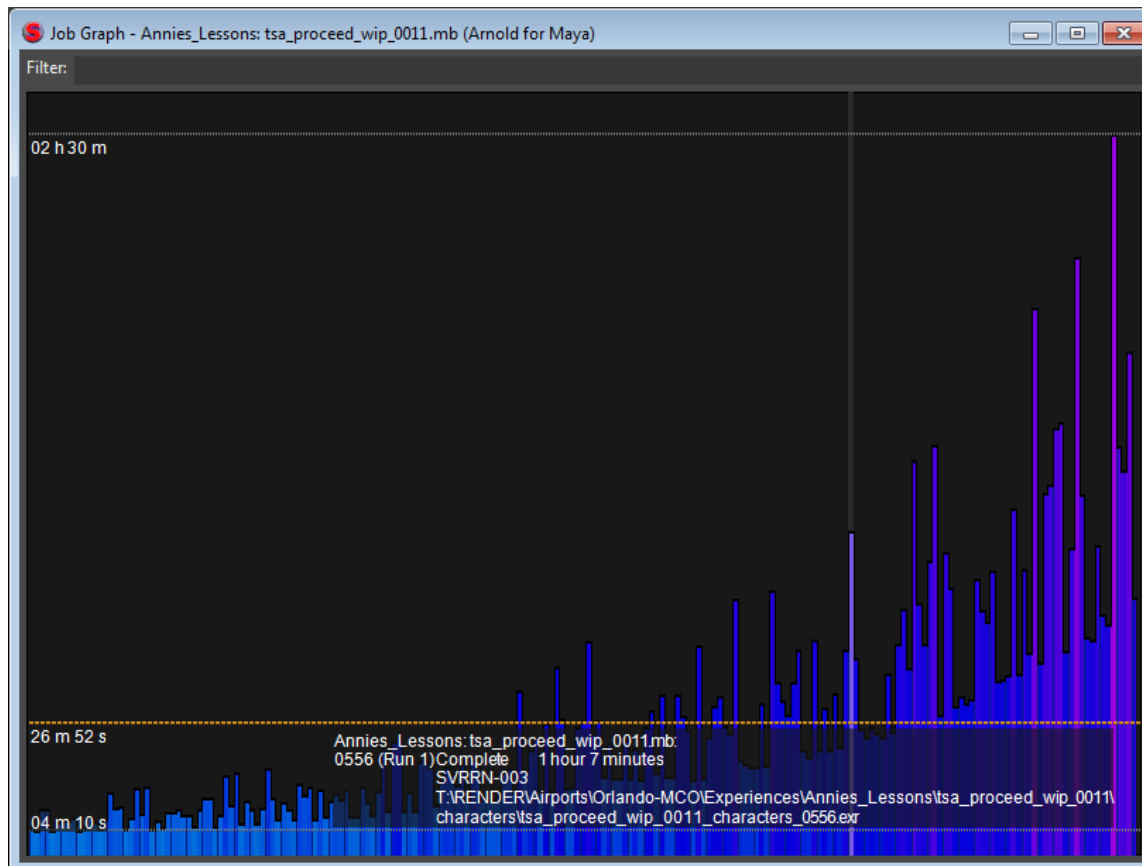 S Job Graph - Annies_Lessons: tsa_proceed_wip_0011.mb (Arnold for Maya)
Filter:
02 h 30 m
26 m 52 s
Annies_Lessons: tsa_proceed_wip_0011.mb:
0556 (Run 1) Complete 1 hour 7 minutes
SVRRN-003
T:\RENDER\Airports\Orlando-MCO\Experiences\Annies_Lessons\tsa_proceed_wip_0011\
characters\tsa_proceed_wip_0011_characters_0556.exr
04 m 10 s